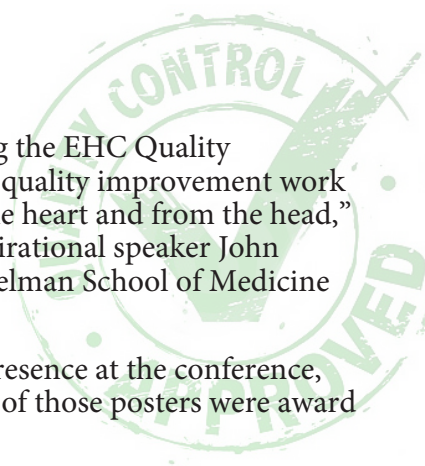 QUALITY CONTROL
g the EHC Quality
quality improvement work
e heart and from the head,”
irational speaker John
elman School of Medicine
resence at the conference,
of those posters were award
APPROVED